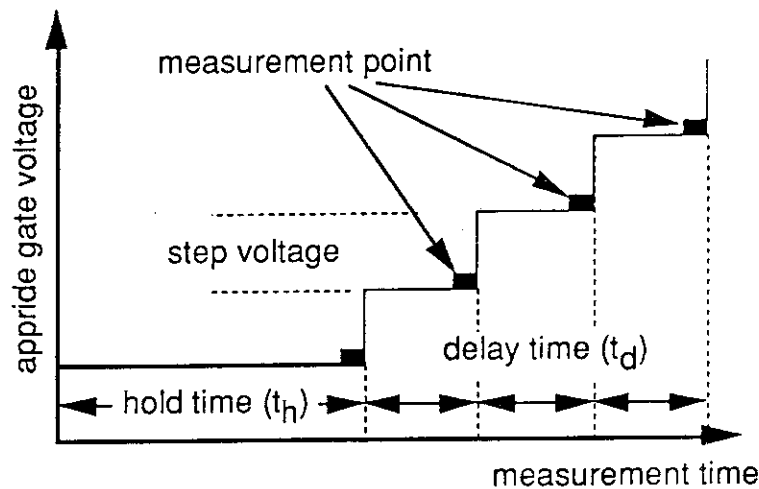 measurement point
appride gate voltage
step voltage
delay time (td)
hold time (th)
measurement time